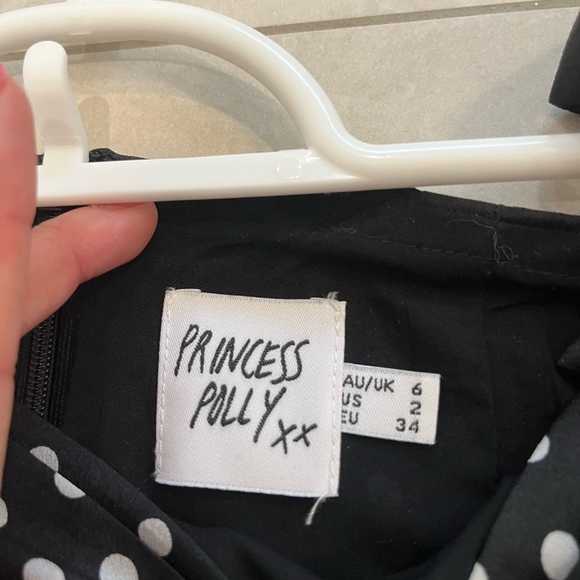 PRINCESS
POLLY xx
AU/UK 6
US 2
EU 34